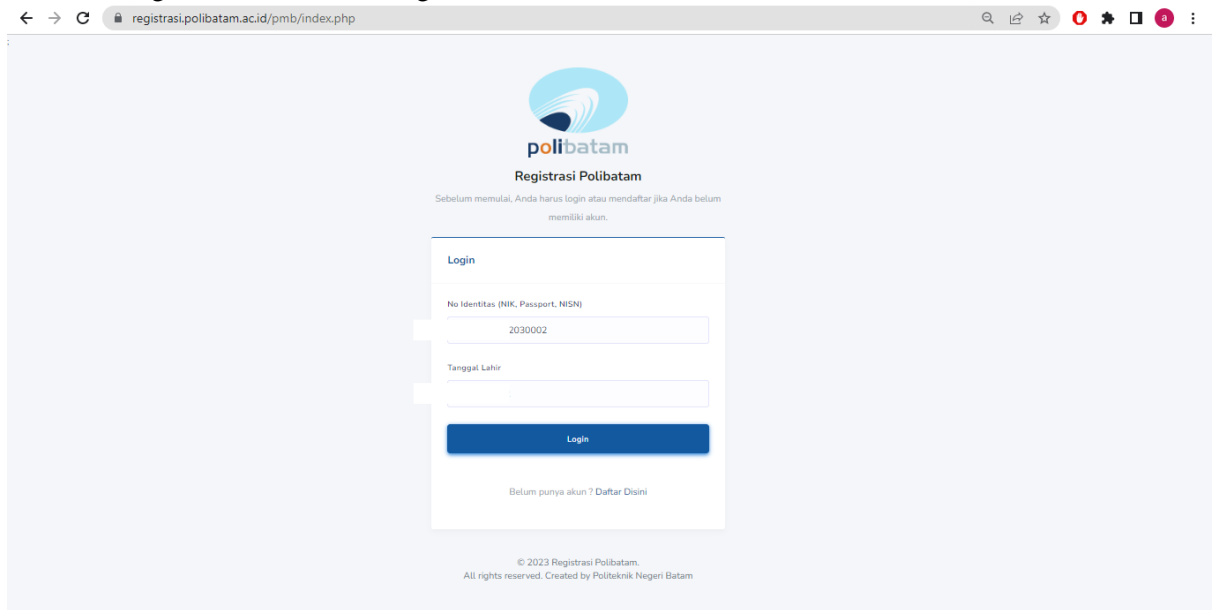 registrasi.polibatam.ac.id/pmb/index.php
a
polibatam
Registrasi Polibatam
Sebelum memulai, Anda harus login atau mendaftar jika Anda belum
memiliki akun.
Login
No Identitas (NIK, Passport, NISN)
2030002
Tanggal Lahir
Login
Belum punya akun ? Daftar Disini
© 2023 Registrasi Polibatam.
All rights reserved. Created by Politeknik Negeri Batam